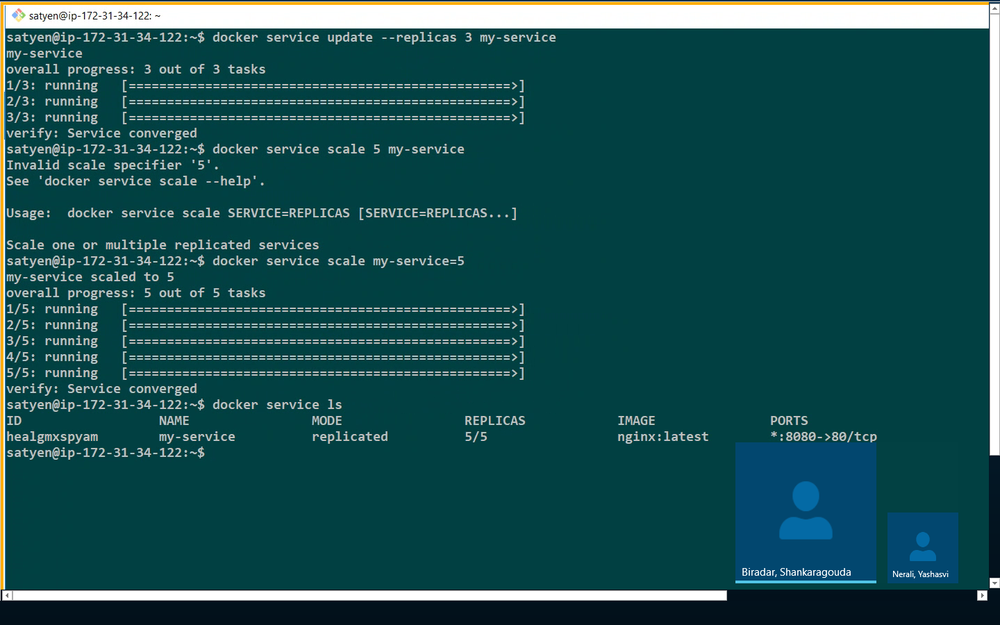 satyen@ip-172-31-34-122: ~
satyen@ip-172-31-34-122:~$ docker service update --replicas 3 my-service
my-service
overall progress: 3 out of 3 tasks
1/3: running   [==================================================>]
2/3: running   [==================================================>]
3/3: running   [==================================================>]
verify: Service converged
satyen@ip-172-31-34-122:~$ docker service scale 5 my-service
Invalid scale specifier '5'.
See 'docker service scale --help'.
Usage:  docker service scale SERVICE=REPLICAS [SERVICE=REPLICAS...]
Scale one or multiple replicated services
satyen@ip-172-31-34-122:~$ docker service scale my-service=5
my-service scaled to 5
overall progress: 5 out of 5 tasks
1/5: running   [==================================================>]
2/5: running   [==================================================>]
3/5: running   [==================================================>]
4/5: running   [==================================================>]
5/5: running   [==================================================>]
verify: Service converged
satyen@ip-172-31-34-122:~$ docker service ls
ID                  NAME                MODE                REPLICAS            IMAGE               PORTS
healgmxspyam        my-service          replicated          5/5                 nginx:latest        *:8080->80/tcp
satyen@ip-172-31-34-122:~$
Biradar, Shankaragouda
Nerali, Yashasvi